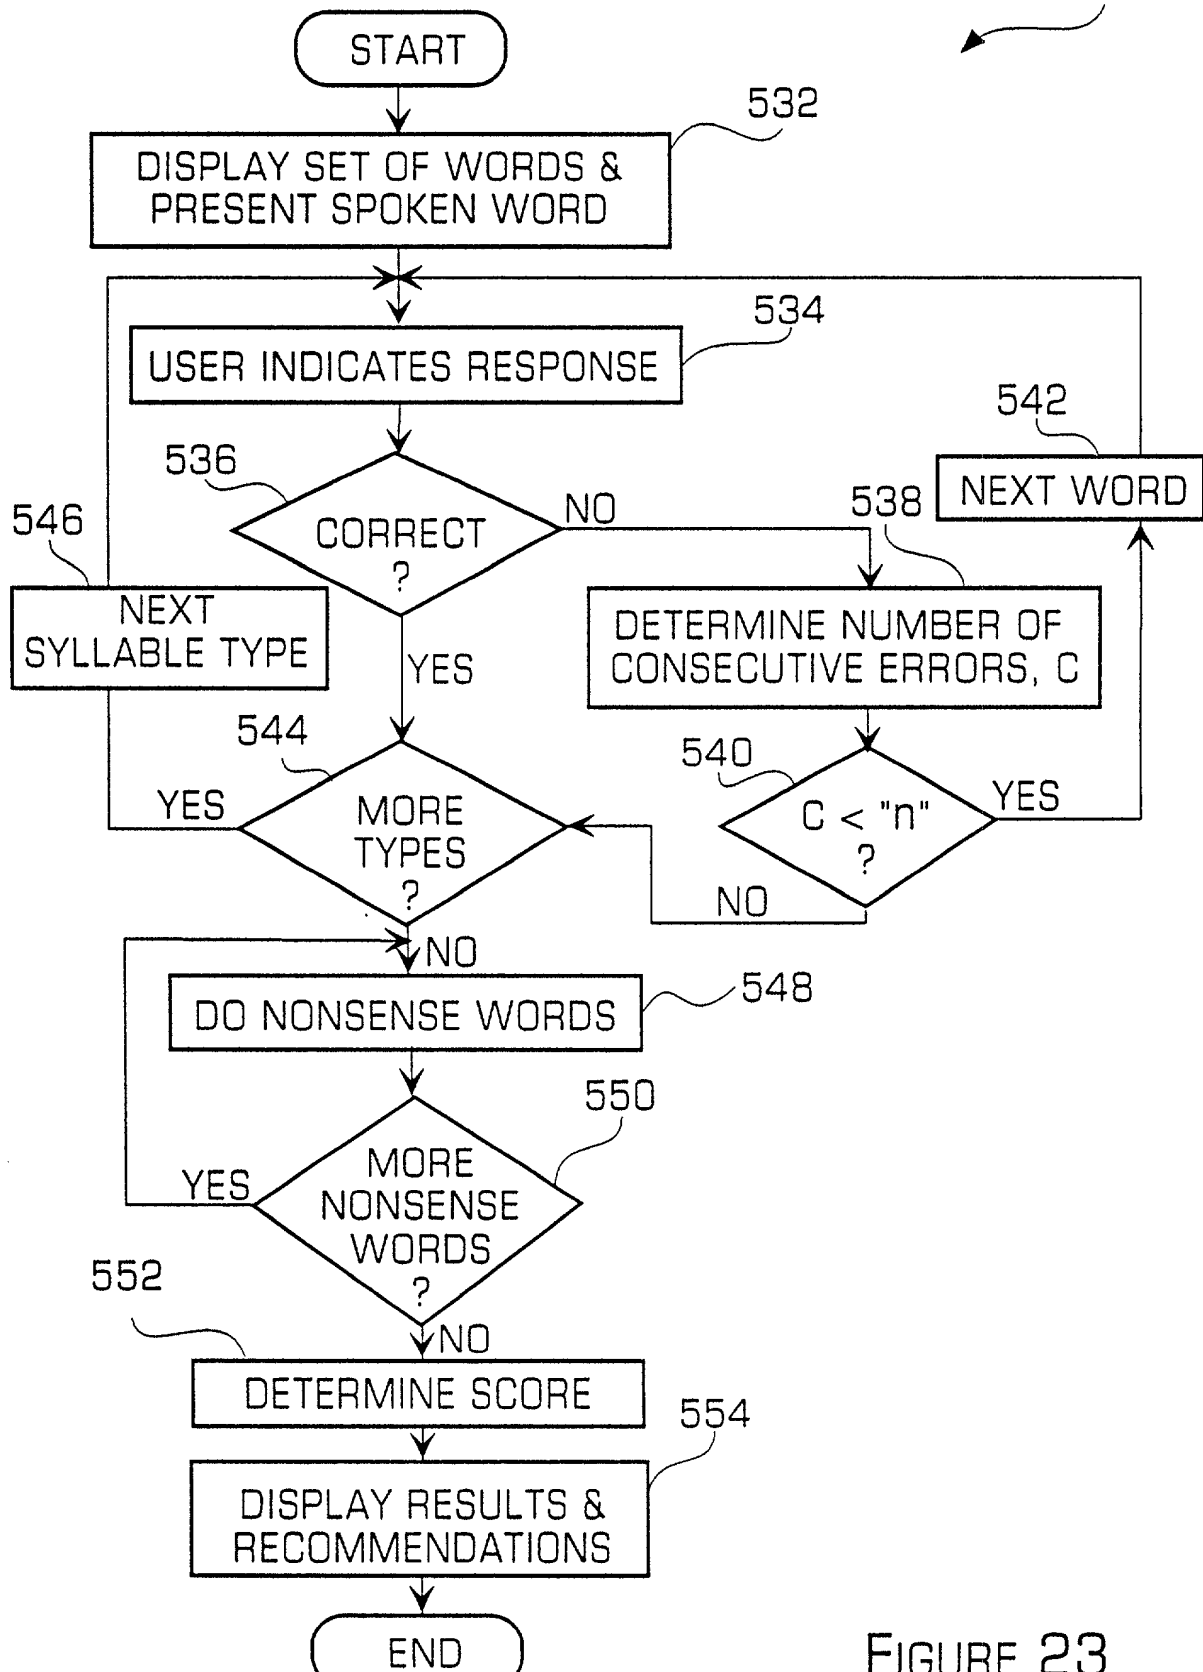 START
532
DISPLAY SET OF WORDS &
PRESENT SPOKEN WORD
534
USER INDICATES RESPONSE
542
NEXT WORD
536
CORRECT
?
NO
538
546
NEXT
SYLLABLE TYPE
DETERMINE NUMBER OF
CONSECUTIVE ERRORS, C
YES
544
540
YES
MORE
TYPES
?
C < "n"
?
YES
NO
NO
548
DO NONSENSE WORDS
550
YES
MORE
NONSENSE
WORDS
?
552
NO
DETERMINE SCORE
554
DISPLAY RESULTS &
RECOMMENDATIONS
END
FIGURE 23